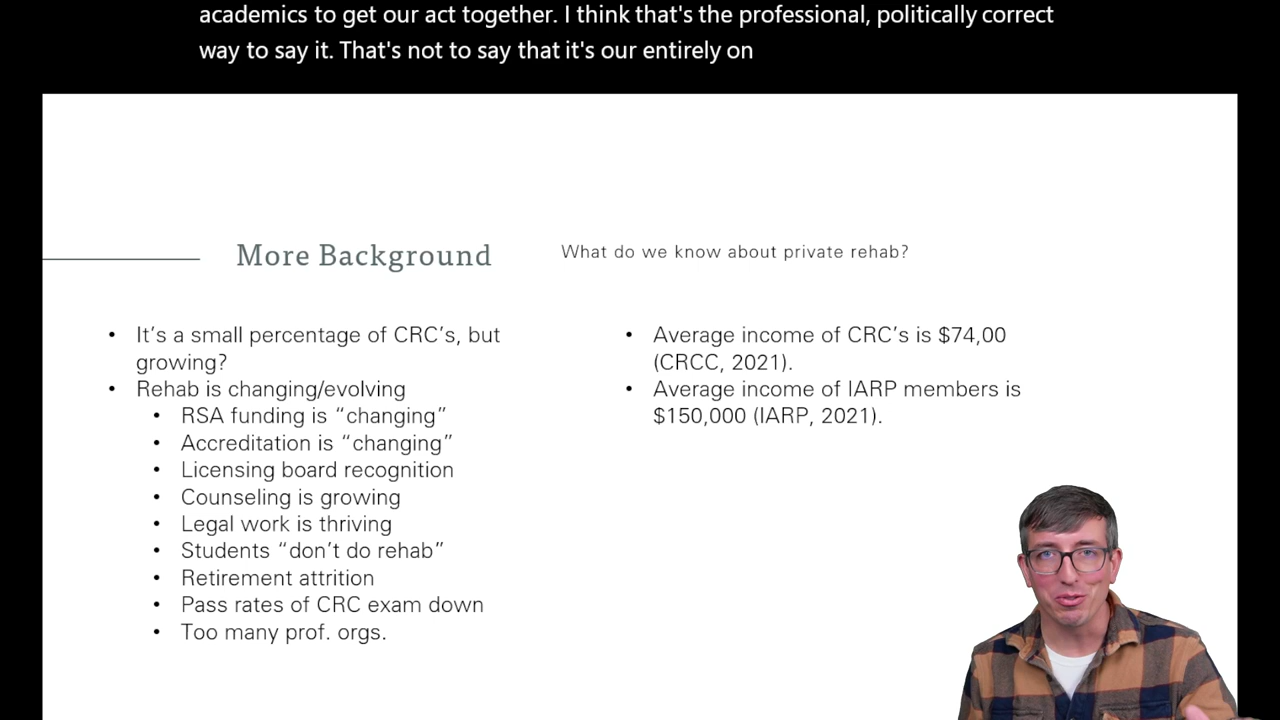 academics to get our act together. I think that's the professional, politically correct
way to say it. That's not to say that it's our entirely on
More Background
What do we know about private rehab?
• It's a small percentage of CRC's, but
growing?
• Rehab is changing/evolving
• RSA funding is “changing”
• Accreditation is “changing”
• Licensing board recognition
• Counseling is growing
• Legal work is thriving
• Students “don't do rehab”
• Retirement attrition
• Pass rates of CRC exam down
• Too many prof. orgs.
• Average income of CRC's is $74,00
(CRCC, 2021).
• Average income of IARP members is
$150,000 (IARP, 2021).